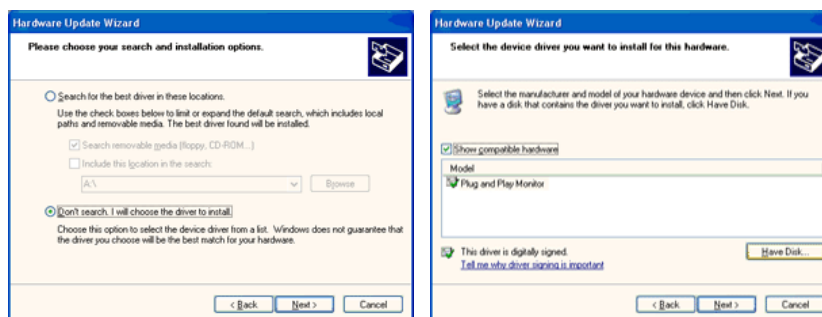 Hardware Update Wizard
Please choose your search and installation options.
Search for the best driver in these locations.
Use the check boxes below to limit or expand the default search, which includes local
paths and removable media. The best driver found will be installed.
Search removable media (floppy, CD-ROM...)
Include this location in the search:
A:\
Browse
Don't search. I will choose the driver to install.
Choose this option to select the device driver from a list. Windows does not guarantee that
the driver you choose will be the best match for your hardware.
< Back
Next >
Cancel
Hardware Update Wizard
Select the device driver you want to install for this hardware.
Select the manufacturer and model of your hardware device and then click Next. If you
have a disk that contains the driver you want to install, click Have Disk.
Show compatible hardware
Model
Plug and Play Monitor
This driver is digitally signed.
Tell me why driver signing is important
Have Disk...
< Back
Next >
Cancel